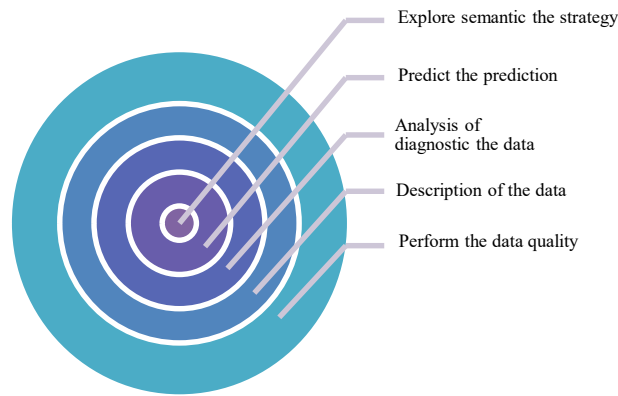 Explore semantic the strategy
Predict the prediction
Analysis of
diagnostic the data
Description of the data
Perform the data quality